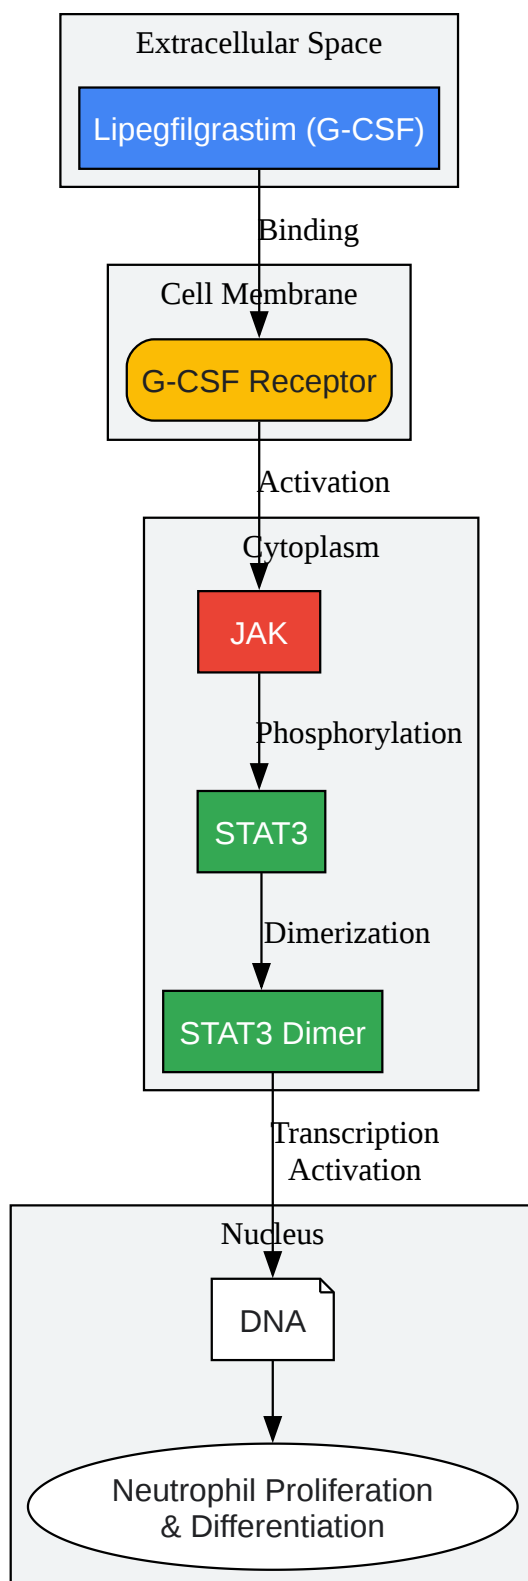 Extracellular Space
Lipegfilgrastim (G-CSF)
Binding
Cell Membrane
G-CSF Receptor
Activation
Cytoplasm
JAK
Phosphorylation
STAT3
Dimerization
STAT3 Dimer
Transcription
Activation
Nucleus
DNA
Neutrophil Proliferation
& Differentiation